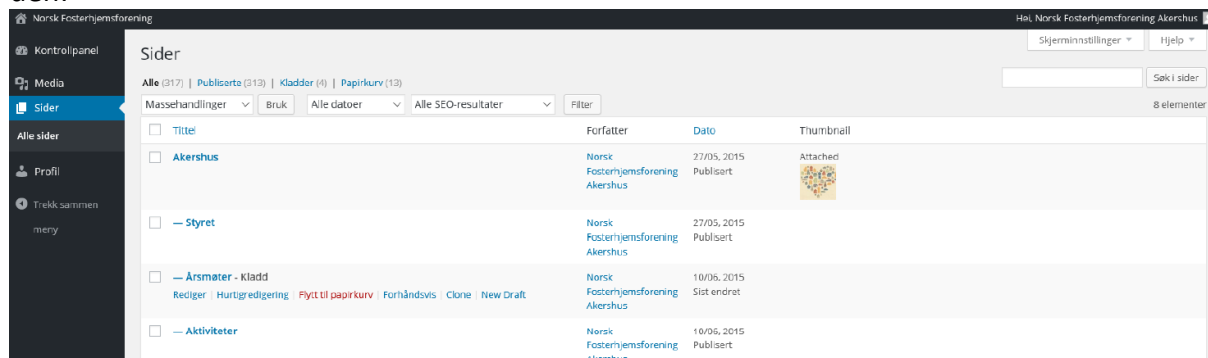 Norsk Fosterhjemsforening
Hei, Norsk Fosterhjemsforening Akershus
Kontrollpanel
Media
Sider
Alle sider
Profil
Trekk sammen
meny
Sider
Skjerminnstillinger
Hjelp
Alle (317) | Publiserte (313) | Kladder (4) | Papirkurv (13)
Søk i sider
Massehandlinger Bruk Alle datoer Alle SEO-resultater Filter
8 elementer
Tittel Forfatter Dato Thumbnail
Akershus Norsk 27/05, 2015 Attached
Fosterhjemsforening Publisert
Akershus
— Styret Norsk 27/05, 2015
Fosterhjemsforening Publisert
Akershus
— Årsmøter - Kladd Norsk 10/06, 2015
Rediger | Hurtigredigering | Flytt til papirkurv | Forhåndsvis | Clone | New Draft Fosterhjemsforening Sist endret
Akershus
— Aktiviteter Norsk 10/06, 2015
Fosterhjemsforening Publisert